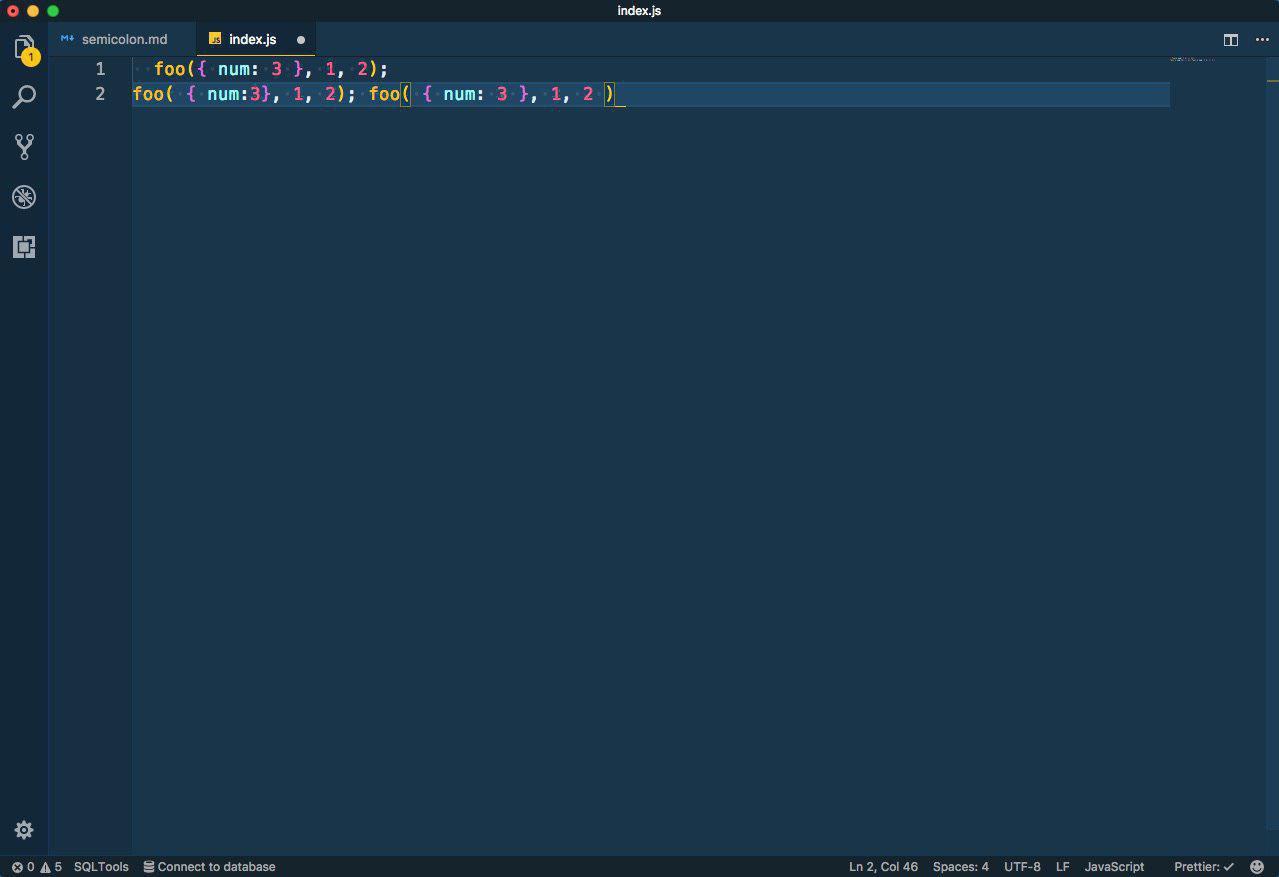 index.js
semicolon.md
JS index.js
1
1   foo({ num: 3 }, 1, 2);
2 foo( { num:3}, 1, 2); foo( { num: 3 }, 1, 2 )
0 5 SQLTools Connect to database Ln 2, Col 46 Spaces: 4 UTF-8 LF JavaScript Prettier: ✓